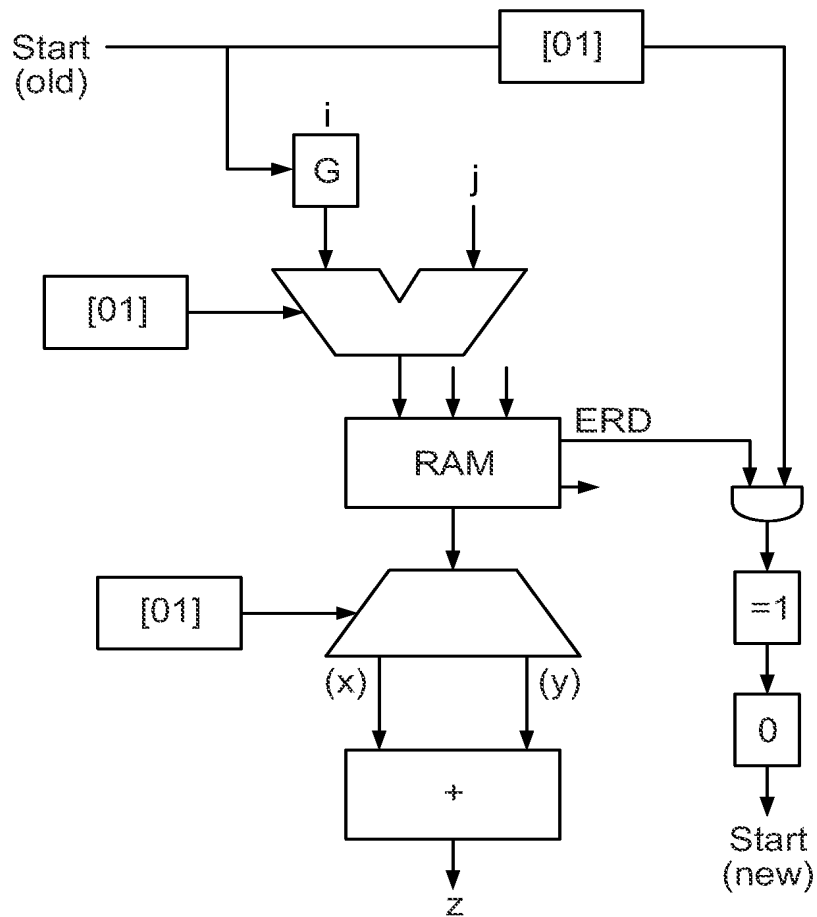 Start
(old)
[01]
i
G
j
[01]
ERD
RAM
[01]
=1
(x)
(y)
0
+
Start
(new)
z